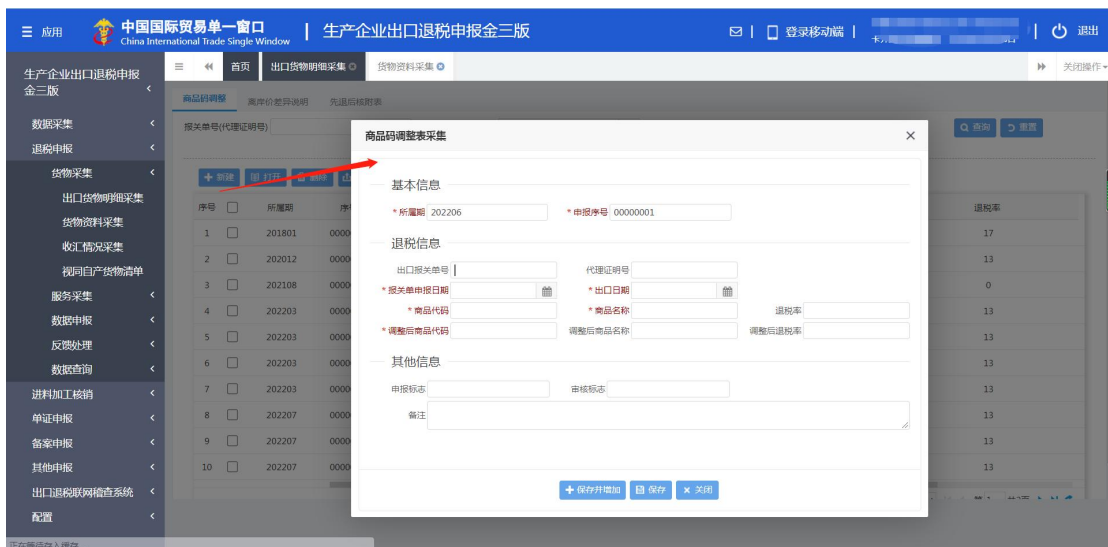 ☰ 应用 中国国际贸易单一窗口 | 生产企业出口退税申报金三版 登录移动端 | 退出
China International Trade Single Window
生产企业出口退税申报
金三版
首页 出口货物明细采集 货物资料采集 关闭操作
商品码调整 离岸价差异说明 先退后核附表
报关单号(代理证明号) 查询 重置
新建 打开 删除
序号 所属期 退税率
1 201801 0000 17
2 202012 0000 13
3 202108 0000 0
4 202203 0000 13
5 202203 0000 13
6 202203 0000 13
7 202203 0000 13
8 202207 0000 13
9 202207 0000 13
10 202207 0000 13
数据采集
退税申报
货物采集
出口货物明细采集
货物资料采集
收汇情况采集
视同自产货物清单
服务采集
数据申报
反馈处理
数据查询
进料加工核销
单证申报
备案申报
其他申报
出口退税联网稽查系统
配置
商品码调整表采集 ×
基本信息
*所属期 202206 *申报序号 00000001
退税信息
出口报关单号 代理证明号
*报关单申报日期 *出口日期
*商品代码 *商品名称 退税率
*调整后商品代码 调整后商品名称 调整后退税率
其他信息
申报标志 审核标志
备注
保存并增加 保存 关闭